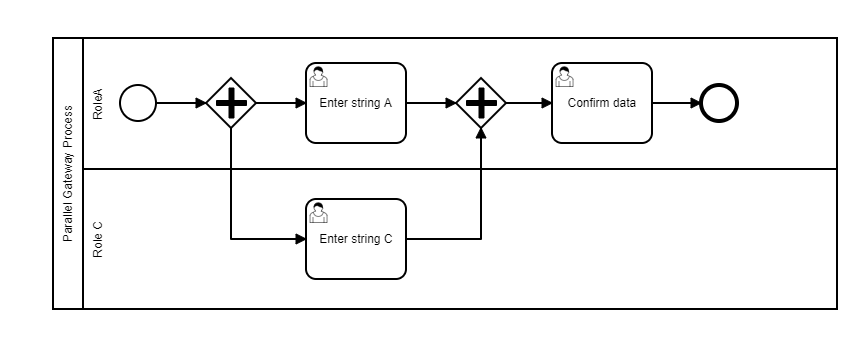 Parallel Gateway Process
RoleA
Enter string A
Confirm data
Role C
Enter string C